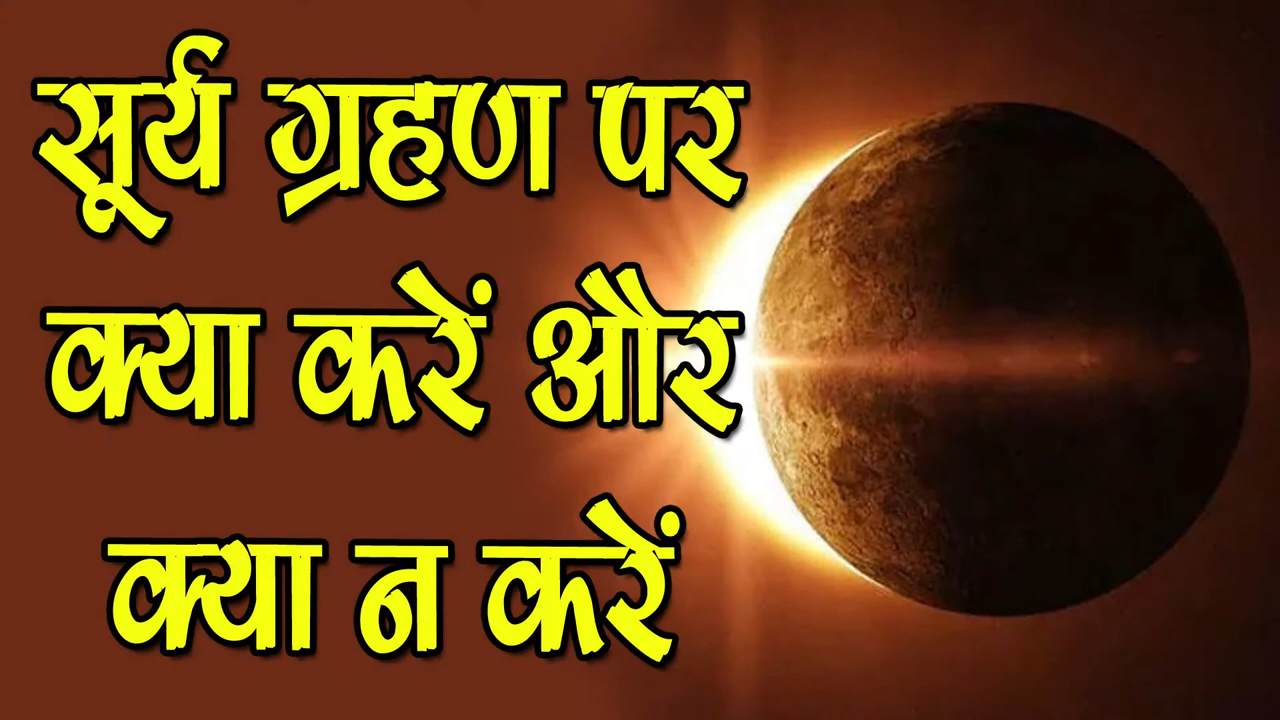 सूर्य ग्रहण पर
क्या करें और
क्या न करें